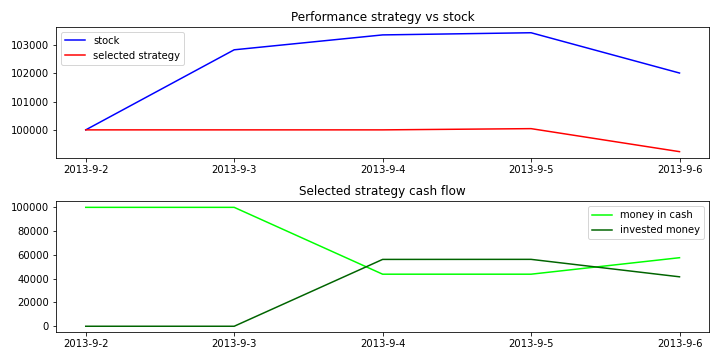 Performance strategy vs stock
stock
selected strategy
103000
102000
101000
100000
2013-9-2 2013-9-3 2013-9-4 2013-9-5 2013-9-6
Selected strategy cash flow
money in cash
invested money
100000
80000
60000
40000
20000
0
2013-9-2 2013-9-3 2013-9-4 2013-9-5 2013-9-6